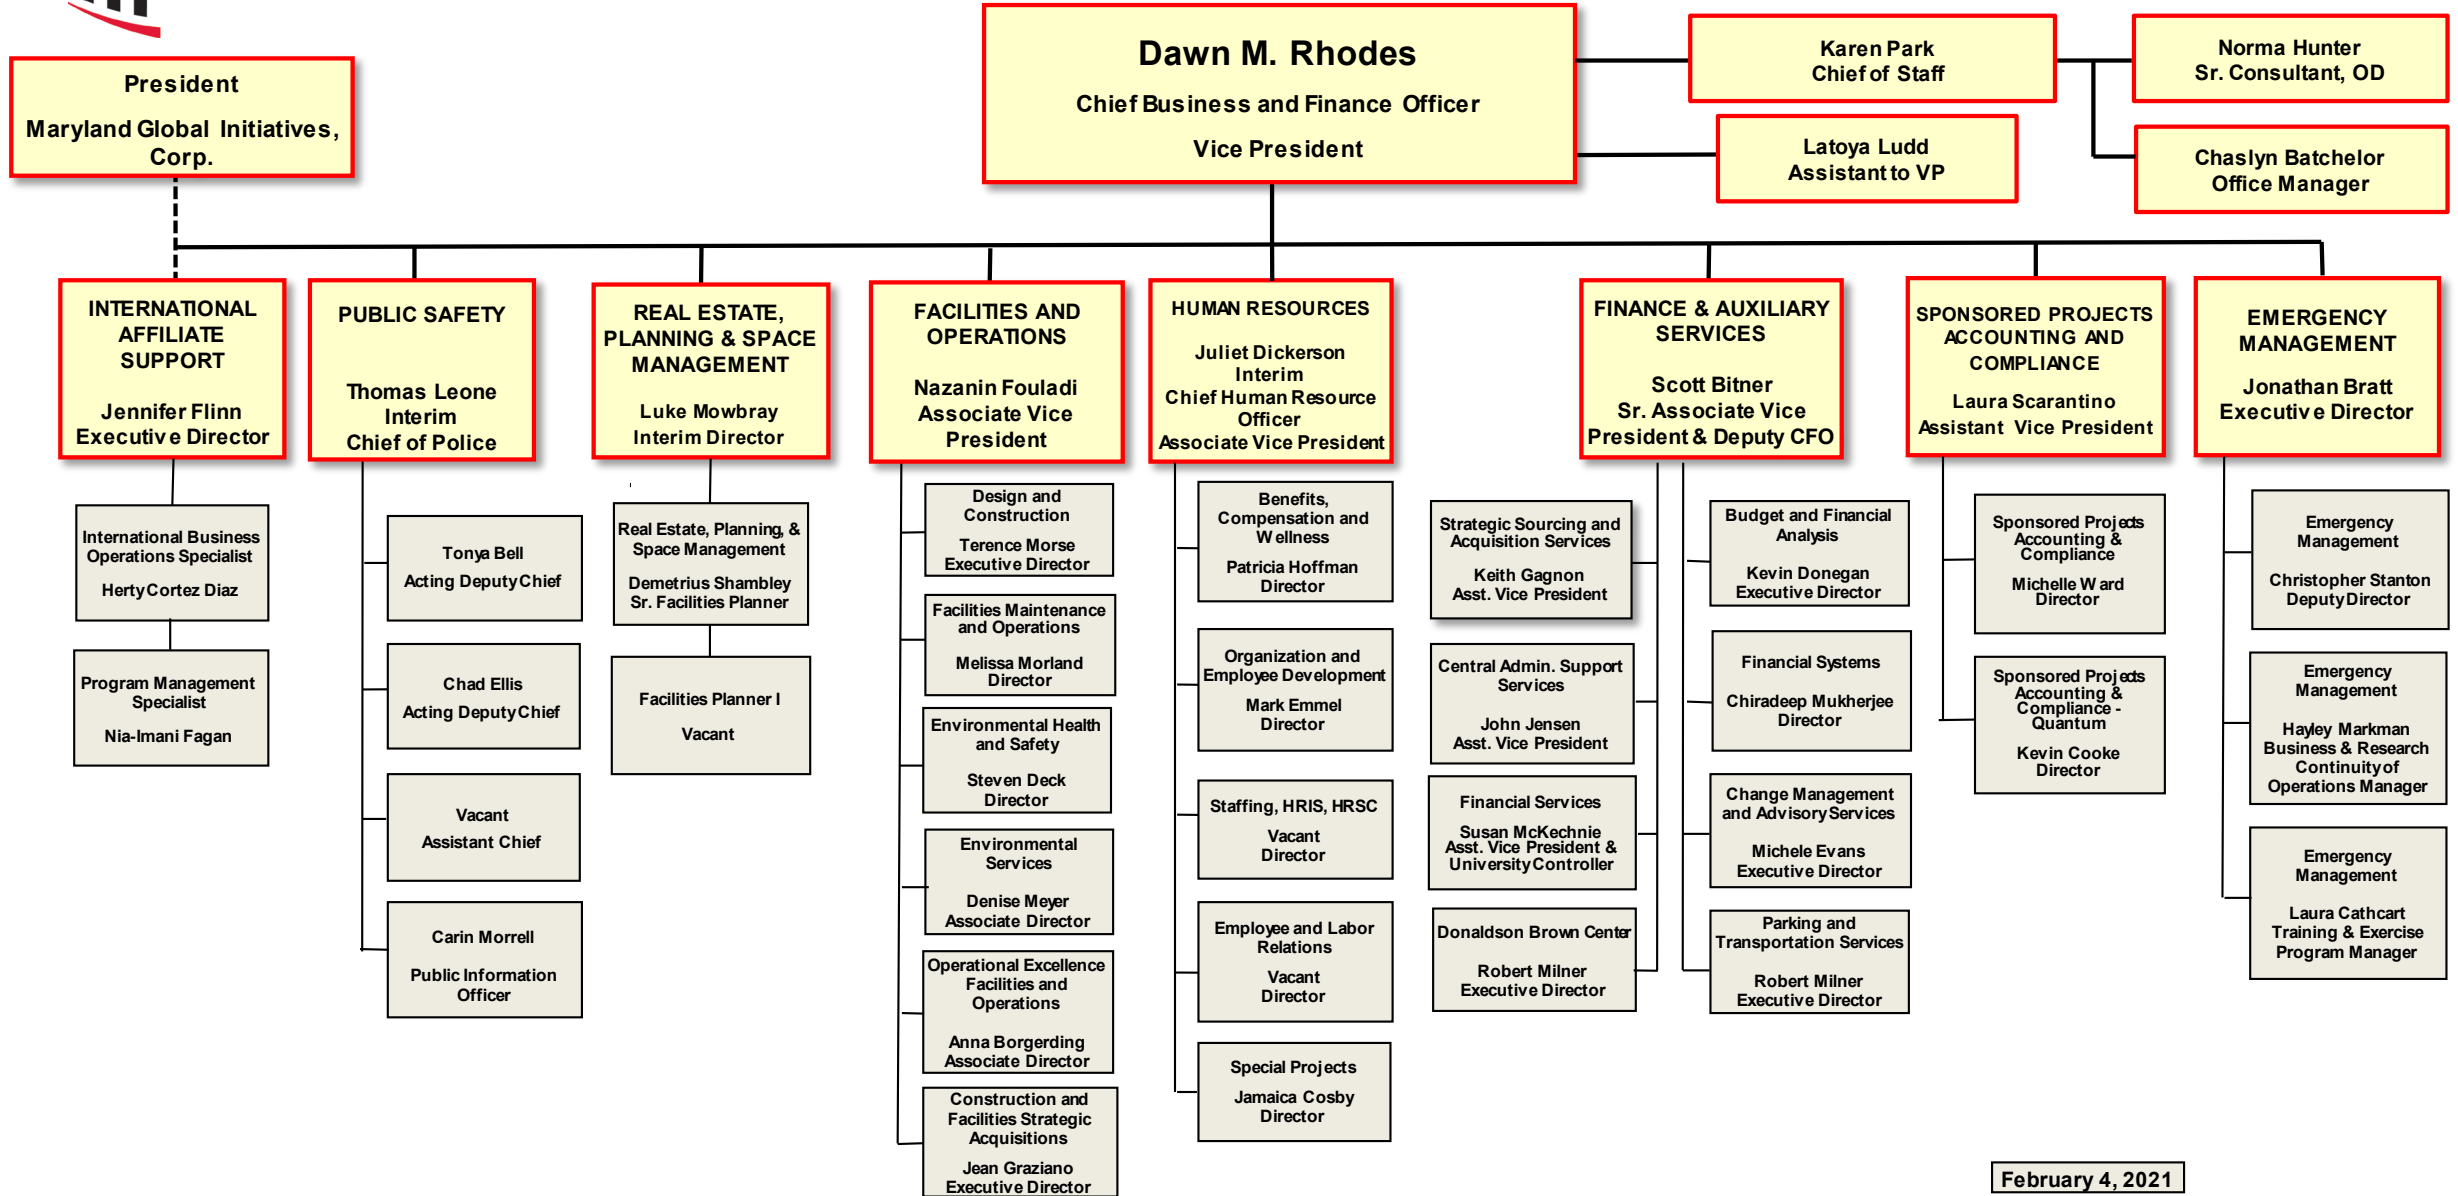 Dawn M. Rhodes
Chief Business and Finance Officer
Vice President
Karen Park
Chief of Staff
Norma Hunter
Sr. Consultant, OD
Latoya Ludd
Assistant to VP
Chaslyn Batchelor
Office Manager
President
Maryland Global Initiatives,
Corp.
INTERNATIONAL
AFFILIATE
SUPPORT
Jennifer Flinn
Executive Director
International Business
Operations Specialist
Herty Cortez Diaz
Program Management
Specialist
Nia-Imani Fagan
PUBLIC SAFETY
Thomas Leone
Interim
Chief of Police
Tonya Bell
Acting Deputy Chief
Chad Ellis
Acting Deputy Chief
Vacant
Assistant Chief
Carin Morrell
Public Information
Officer
REAL ESTATE,
PLANNING & SPACE
MANAGEMENT
Luke Mowbray
Interim Director
Real Estate, Planning, &
Space Management
Demetrius Shambley
Sr. Facilities Planner
Facilities Planner I
Vacant
FACILITIES AND
OPERATIONS
Nazanin Fouladi
Associate Vice
President
Design and
Construction
Terence Morse
Executive Director
Facilities Maintenance
and Operations
Melissa Morland
Director
Environmental Health
and Safety
Steven Deck
Director
Environmental
Services
Denise Meyer
Associate Director
Operational Excellence
Facilities and
Operations
Anna Borgerding
Associate Director
Construction and
Facilities Strategic
Acquisitions
Jean Graziano
Executive Director
HUMAN RESOURCES
Juliet Dickerson
Interim
Chief Human Resource
Officer
Associate Vice President
Benefits,
Compensation and
Wellness
Patricia Hoffman
Director
Organization and
Employee Development
Mark Emmel
Director
Staffing, HRIS, HRSC
Vacant
Director
Employee and Labor
Relations
Vacant
Director
Special Projects
Jamaica Cosby
Director
FINANCE & AUXILIARY
SERVICES
Scott Bitner
Sr. Associate Vice
President & Deputy CFO
Strategic Sourcing and
Acquisition Services
Keith Gagnon
Asst. Vice President
Central Admin. Support
Services
John Jensen
Asst. Vice President
Financial Services
Susan McKechnie
Asst. Vice President &
University Controller
Donaldson Brown Center
Robert Milner
Executive Director
Budget and Financial
Analysis
Kevin Donegan
Executive Director
Financial Systems
Chiradeep Mukherjee
Director
Change Management
and Advisory Services
Michele Evans
Executive Director
Parking and
Transportation Services
Robert Milner
Executive Director
SPONSORED PROJECTS
ACCOUNTING AND
COMPLIANCE
Laura Scarantino
Assistant Vice President
Sponsored Projects
Accounting &
Compliance
Michelle Ward
Director
Sponsored Projects
Accounting &
Compliance -
Quantum
Kevin Cooke
Director
EMERGENCY
MANAGEMENT
Jonathan Bratt
Executive Director
Emergency
Management
Christopher Stanton
Deputy Director
Emergency
Management
Hayley Markman
Business & Research
Continuity of
Operations Manager
Emergency
Management
Laura Cathcart
Training & Exercise
Program Manager
February 4, 2021